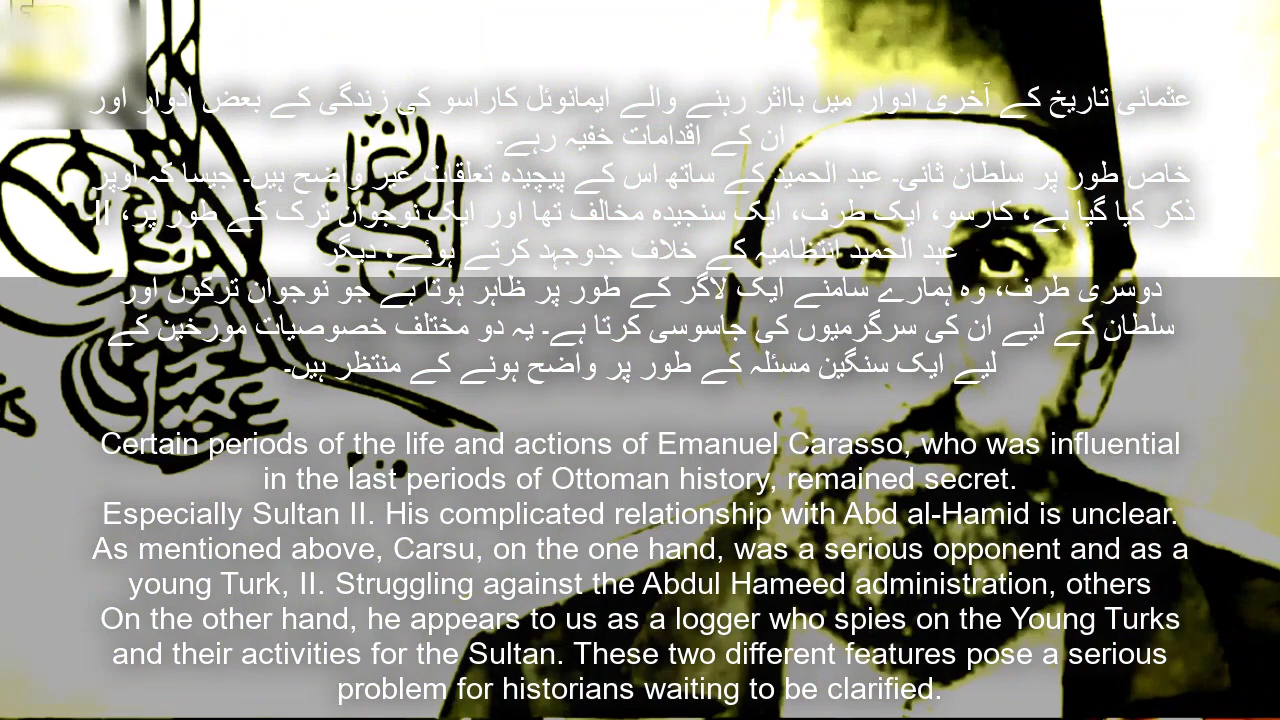 عثمانی تاریخ کے آخری ادوار میں بااثر رہنے والے ایمانوئل کاراسو کی زندگی کے بعض ادوار اور
ان کے اقدامات خفیہ رہے۔
خاص طور پر سلطان ثانی۔ عبد الحمید کے ساتھ اس کے پیچیدہ تعلقات غیر واضح ہیں۔ جیسا کہ اوپر
ذکر کیا گیا ہے، کارسو، ایک طرف، ایک سنجیدہ مخالف تھا اور ایک نوجوان ترک کے طور پر، II
عبد الحمید انتظامیہ کے خلاف جدوجہد کرتے ہوئے، دیگر
دوسری طرف، وہ ہمارے سامنے ایک لاگر کے طور پر ظاہر ہوتا ہے جو نوجوان ترکوں اور
سلطان کے لیے ان کی سرگرمیوں کی جاسوسی کرتا ہے۔ یہ دو مختلف خصوصیات مورخین کے
لیے ایک سنگین مسئلہ کے طور پر واضح ہونے کے منتظر ہیں۔
Certain periods of the life and actions of Emanuel Carasso, who was influential
in the last periods of Ottoman history, remained secret.
Especially Sultan II. His complicated relationship with Abd al-Hamid is unclear.
As mentioned above, Carsu, on the one hand, was a serious opponent and as a
young Turk, II. Struggling against the Abdul Hameed administration, others
On the other hand, he appears to us as a logger who spies on the Young Turks
and their activities for the Sultan. These two different features pose a serious
problem for historians waiting to be clarified.